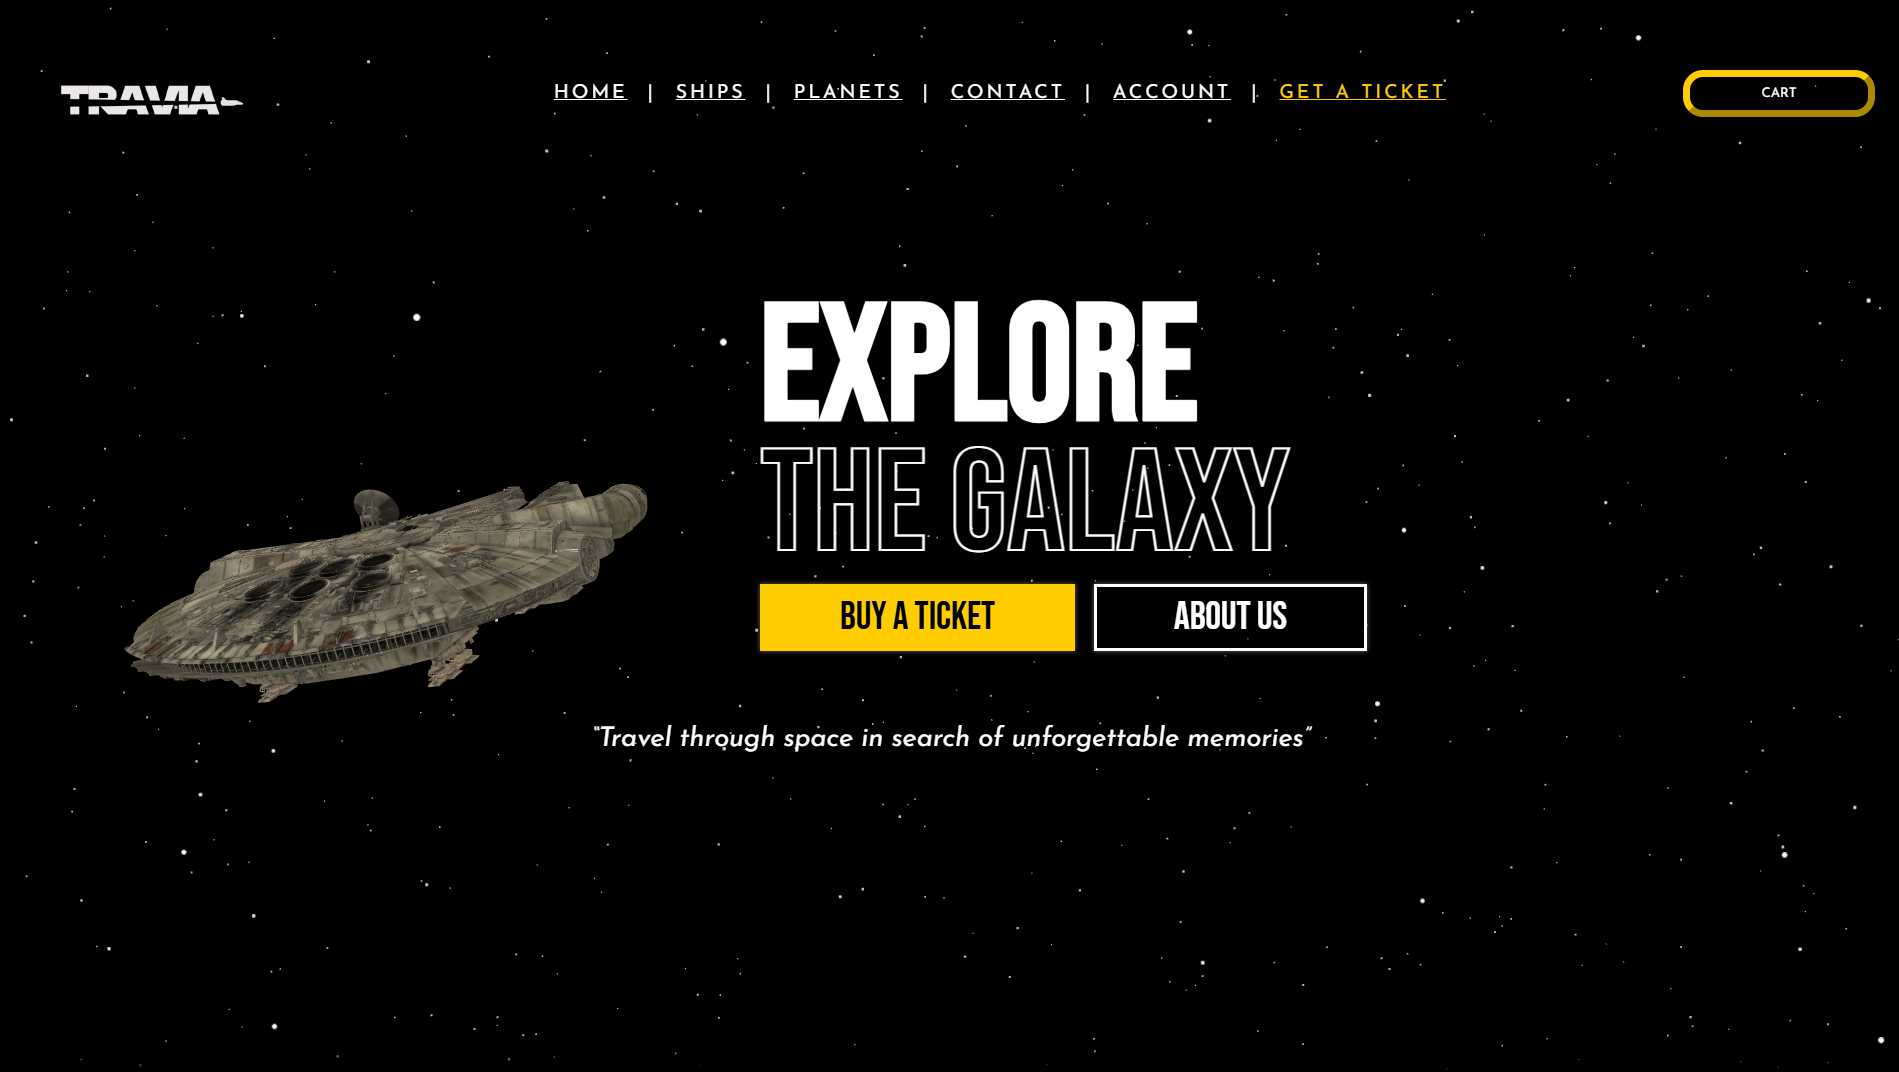 TRAVIA
HOME | SHIPS | PLANETS | CONTACT | ACCOUNT | GET A TICKET
CART
EXPLORE
THE GALAXY
BUY A TICKET
ABOUT US
“Travel through space in search of unforgettable memories”